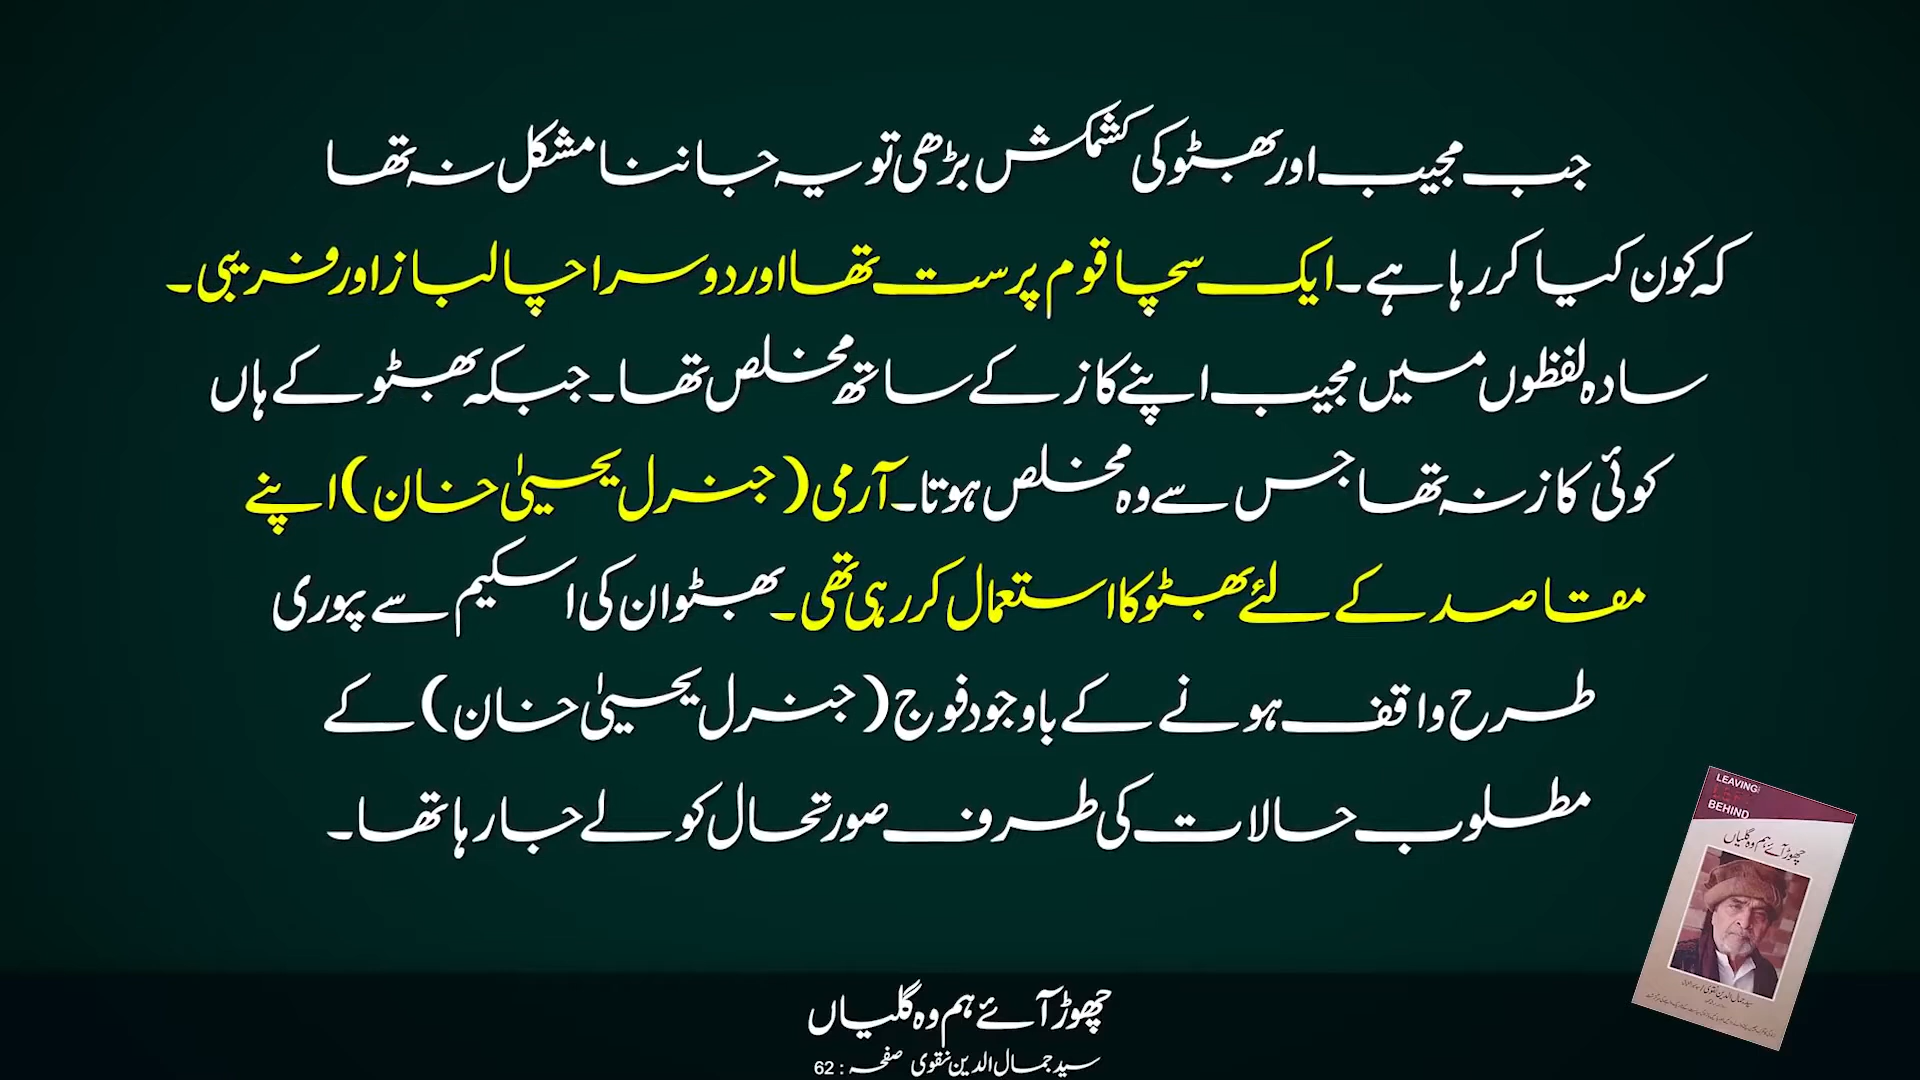 جب مجیب اور بھٹو کی کشمکش بڑھی تو یہ جاننا مشکل نہ تھا
کہ کون کیا کر رہا ہے۔ ایک سچا قوم پرست تھا اور دوسرا چالباز اور فریبی۔
سادہ لفظوں میں مجیب اپنے کاز کے ساتھ مخلص تھا۔ جبکہ بھٹو کے ہاں
کوئی کاز نہ تھا جس سے وہ مخلص ہوتا۔ آرمی (جنرل یحییٰ خان) اپنے
مقاصد کے لئے بھٹو کا استعمال کر رہی تھی۔ بھٹو ان کی اسکیم سے پوری
طرح واقف ہونے کے باوجود فوج (جنرل یحییٰ خان) کے
مطلوب حالات کی طرف صورتحال کو لے جا رہا تھا۔
LEAVING
LEFT
BEHIND
چھوڑ آئے ہم وہ گلیاں
سید جمال الدین نقوی
چھوڑ آئے ہم وہ گلیاں
سید جمال الدین نقوی صفحہ : 62